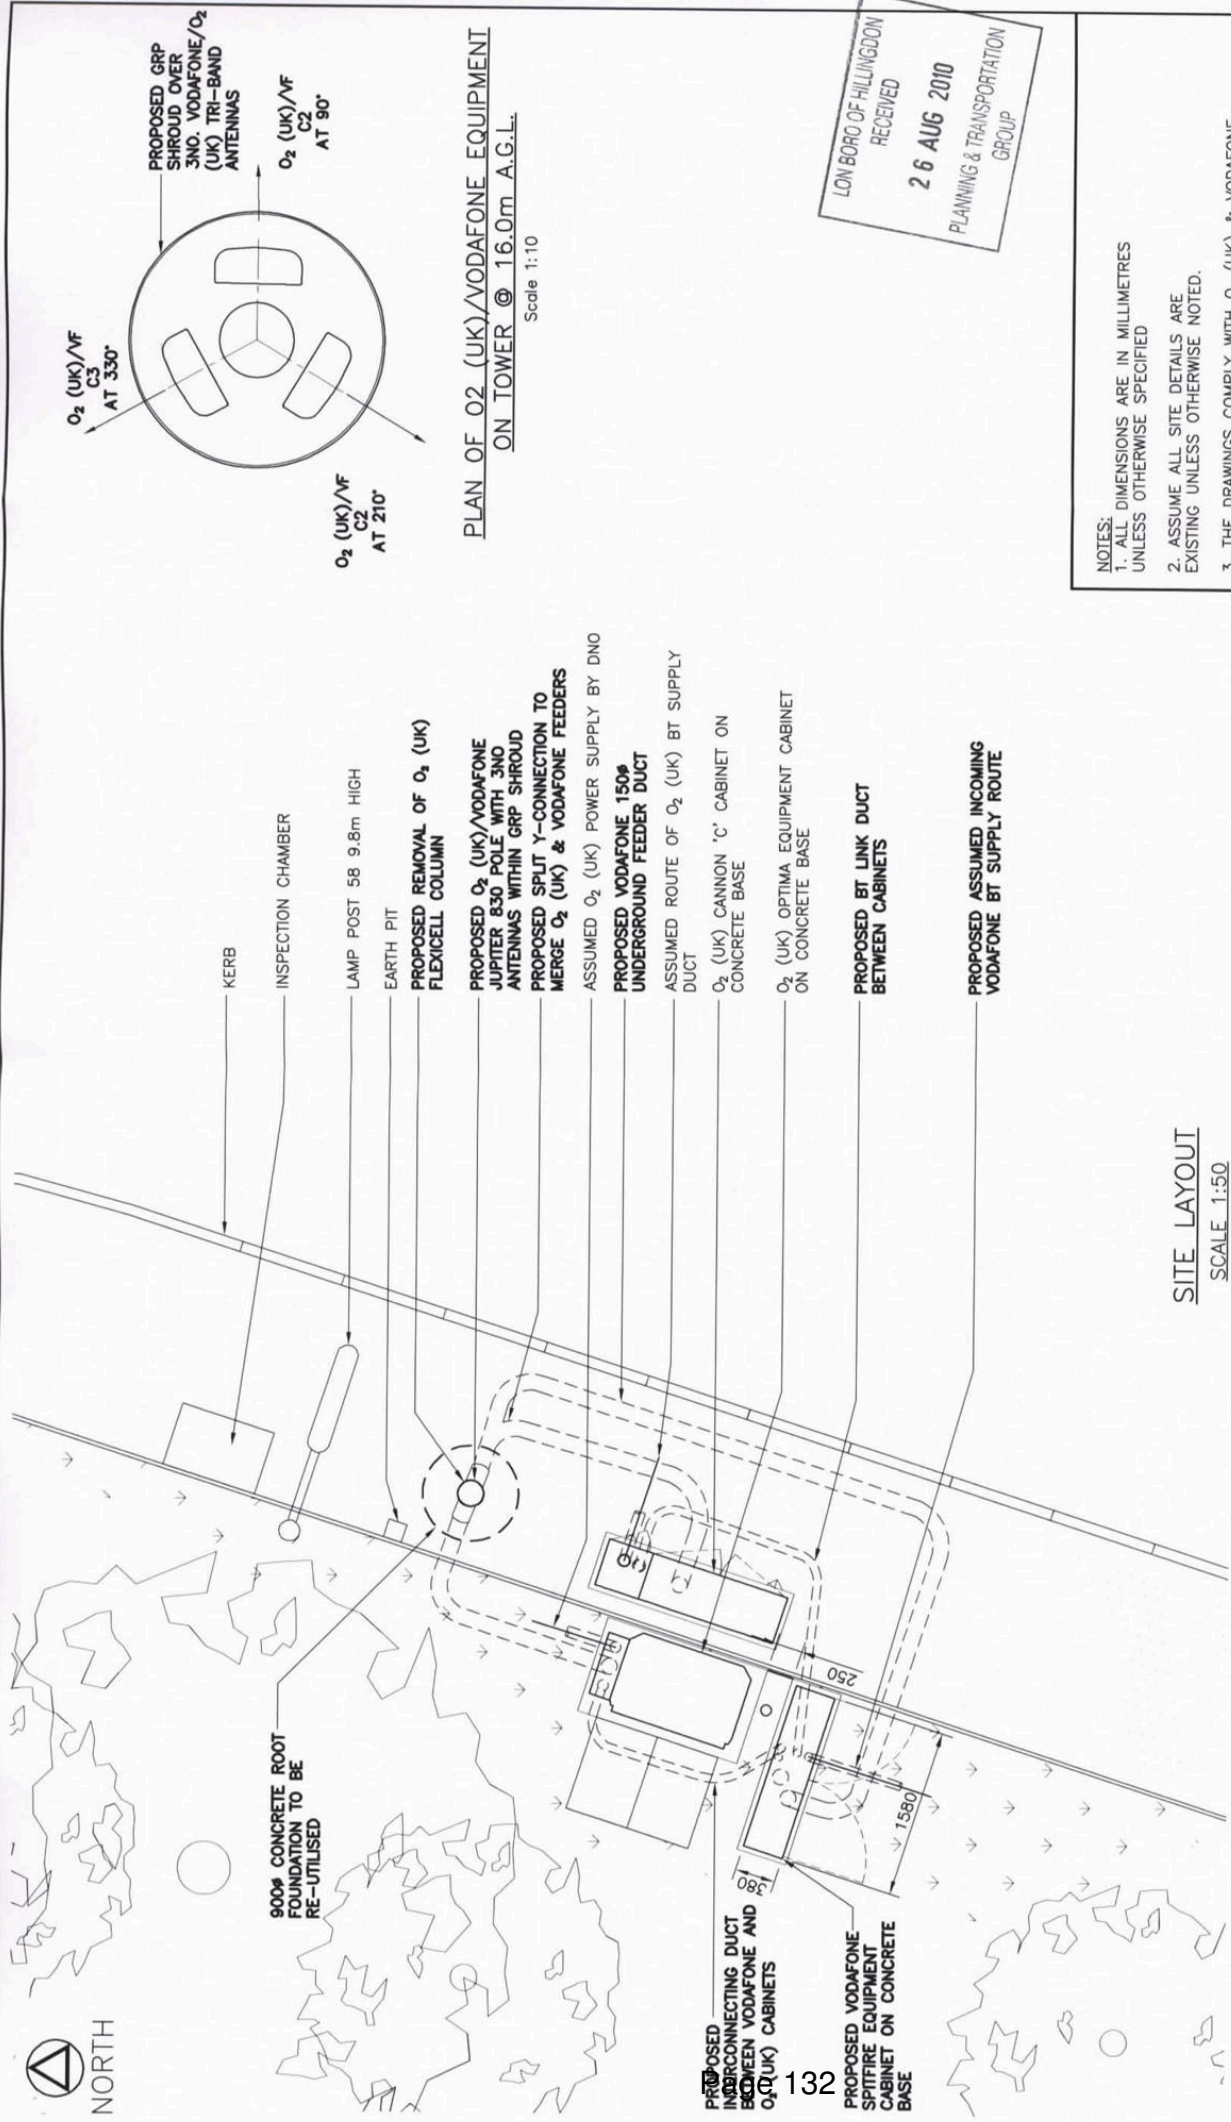 NORTH
KERB
INSPECTION CHAMBER
LAMP POST 58 9.8m HIGH
EARTH PIT
PROPOSED REMOVAL OF O₂ (UK)
FLEXICELL COLUMN
PROPOSED O₂ (UK)/VODAFONE
JUPITER 830 POLE WITH 3NO
ANTENNAS WITHIN GRP SHROUD
PROPOSED SPLIT Y-CONNECTION TO
MERGE O₂ (UK) & VODAFONE FEEDERS
ASSUMED O₂ (UK) POWER SUPPLY BY DNO
PROPOSED VODAFONE 150ø
UNDERGROUND FEEDER DUCT
ASSUMED ROUTE OF O₂ (UK) BT SUPPLY
DUCT
O₂ (UK) CANNON 'C' CABINET ON
CONCRETE BASE
O₂ (UK) OPTIMA EQUIPMENT CABINET
ON CONCRETE BASE
PROPOSED BT LINK DUCT
BETWEEN CABINETS
PROPOSED ASSUMED INCOMING
VODAFONE BT SUPPLY ROUTE
900ø CONCRETE ROOT
FOUNDATION TO BE
RE-UTILISED
250
1580
380
PROPOSED
INTERCONNECTING DUCT
BETWEEN VODAFONE AND
O₂ (UK) CABINETS
PROPOSED VODAFONE
SPITFIRE EQUIPMENT
CABINET ON CONCRETE
BASE
SITE LAYOUT
SCALE 1:50
PROPOSED GRP
SHROUD OVER
3NO. VODAFONE/O₂
(UK) TRI-BAND
ANTENNAS
O₂ (UK)/VF
C3
AT 330°
O₂ (UK)/VF
C2
AT 90°
O₂ (UK)/VF
C2
AT 210°
PLAN OF O2 (UK)/VODAFONE EQUIPMENT
ON TOWER @ 16.0m A.G.L.
Scale 1:10
LON BORO OF HILLINGDON
RECEIVED
26 AUG 2010
PLANNING & TRANSPORTATION
GROUP
NOTES:
1. ALL DIMENSIONS ARE IN MILLIMETRES
UNLESS OTHERWISE SPECIFIED
2. ASSUME ALL SITE DETAILS ARE
EXISTING UNLESS OTHERWISE NOTED.
3. THE DRAWINGS COMPLY WITH O₂ (UK) & VODAFONE
Page 132